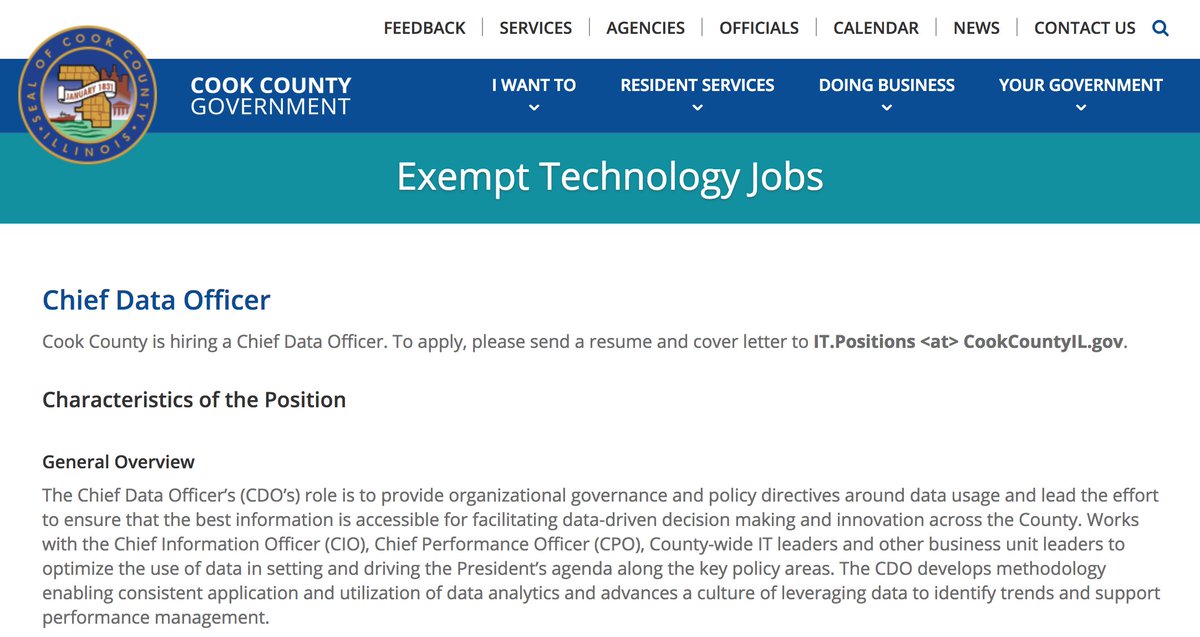 FEEDBACK SERVICES AGENCIES OFFICIALS CALENDAR NEWS CONTACT US
SEAL OF COOK COUNTY
ILLINOIS
JANUARY 1831
COOK COUNTY
GOVERNMENT
I WANT TO RESIDENT SERVICES DOING BUSINESS YOUR GOVERNMENT
Exempt Technology Jobs
Chief Data Officer
Cook County is hiring a Chief Data Officer. To apply, please send a resume and cover letter to IT.Positions <at> CookCountyIL.gov.
Characteristics of the Position
General Overview
The Chief Data Officer’s (CDO’s) role is to provide organizational governance and policy directives around data usage and lead the effort
to ensure that the best information is accessible for facilitating data-driven decision making and innovation across the County. Works
with the Chief Information Officer (CIO), Chief Performance Officer (CPO), County-wide IT leaders and other business unit leaders to
optimize the use of data in setting and driving the President’s agenda along the key policy areas. The CDO develops methodology
enabling consistent application and utilization of data analytics and advances a culture of leveraging data to identify trends and support
performance management.